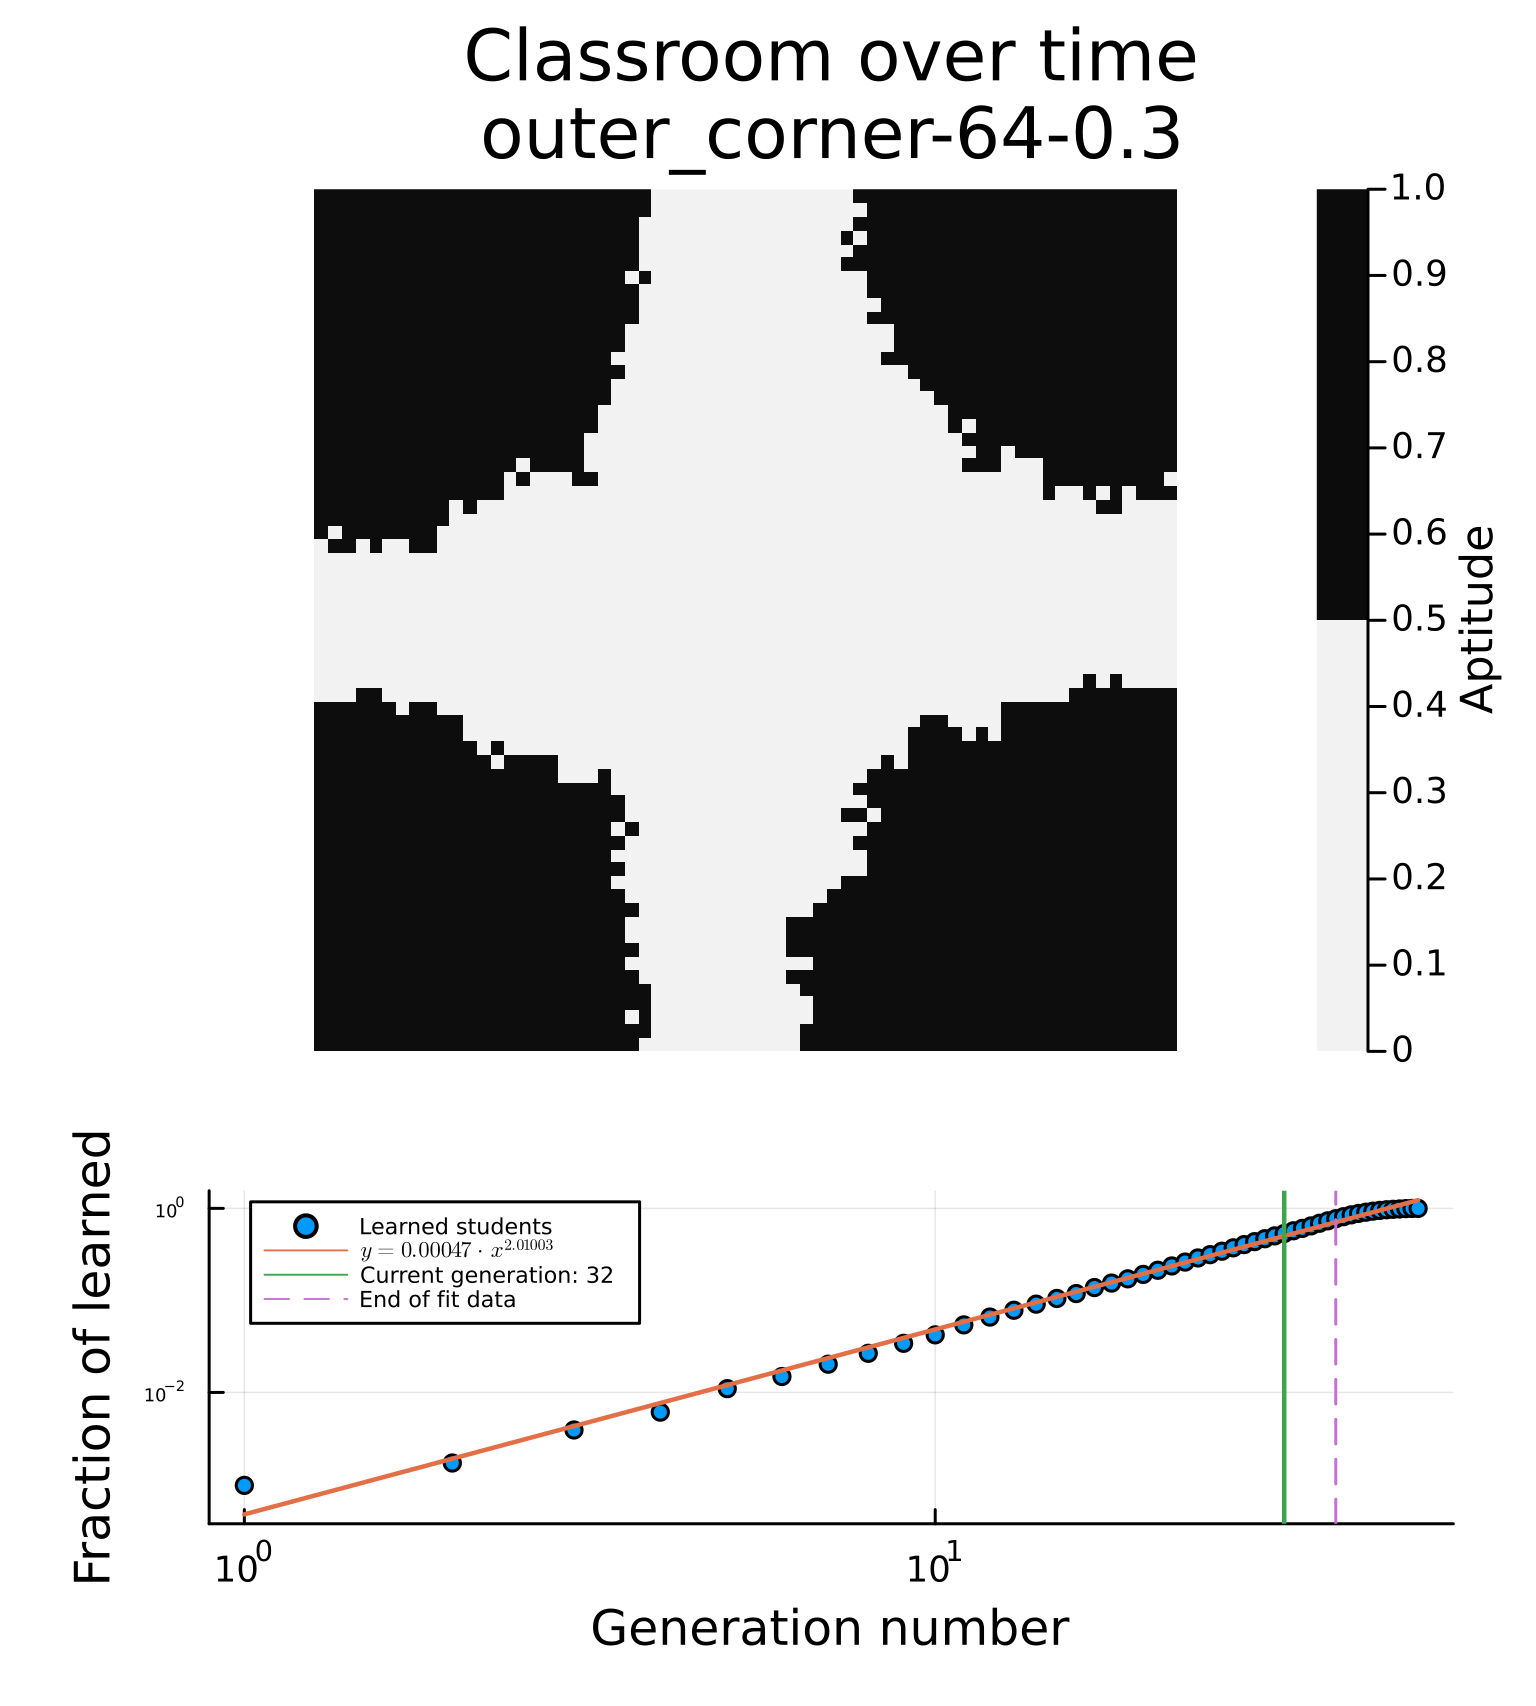 Classroom over time
outer_corner-64-0.3
1.0
0.9
0.8
0.7
0.6
0.5
0.4
0.3
0.2
0.1
0
Aptitude
Fraction of learned
10^0
10^-2
Learned students
y = 0.00047 · x^2.01003
Current generation: 32
End of fit data
10^0
10^1
Generation number